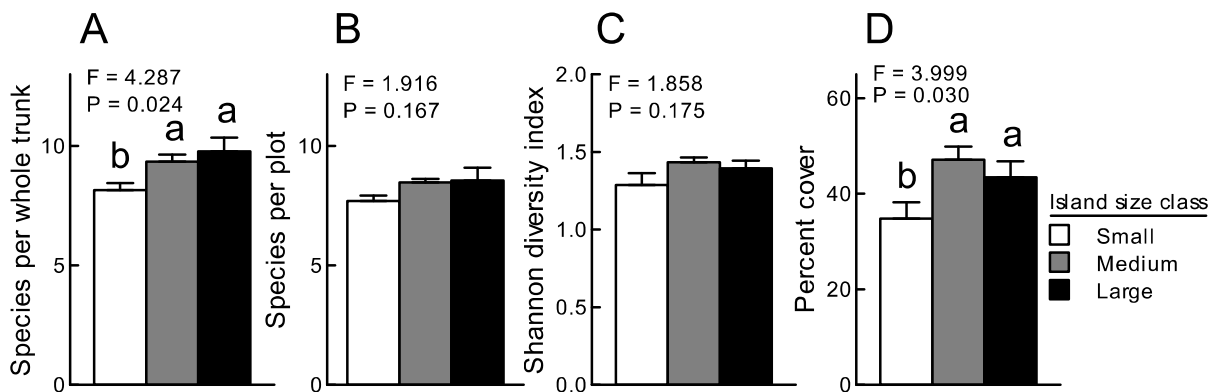 A
F = 4.287
P = 0.024
b
a
a
Species per whole trunk
10
5
0
B
F = 1.916
P = 0.167
Species per plot
10
5
0
C
F = 1.858
P = 0.175
Shannon diversity index
2.0
1.5
1.0
0.5
0.0
D
F = 3.999
P = 0.030
b
a
a
Percent cover
60
40
20
0
Island size class
Small
Medium
Large